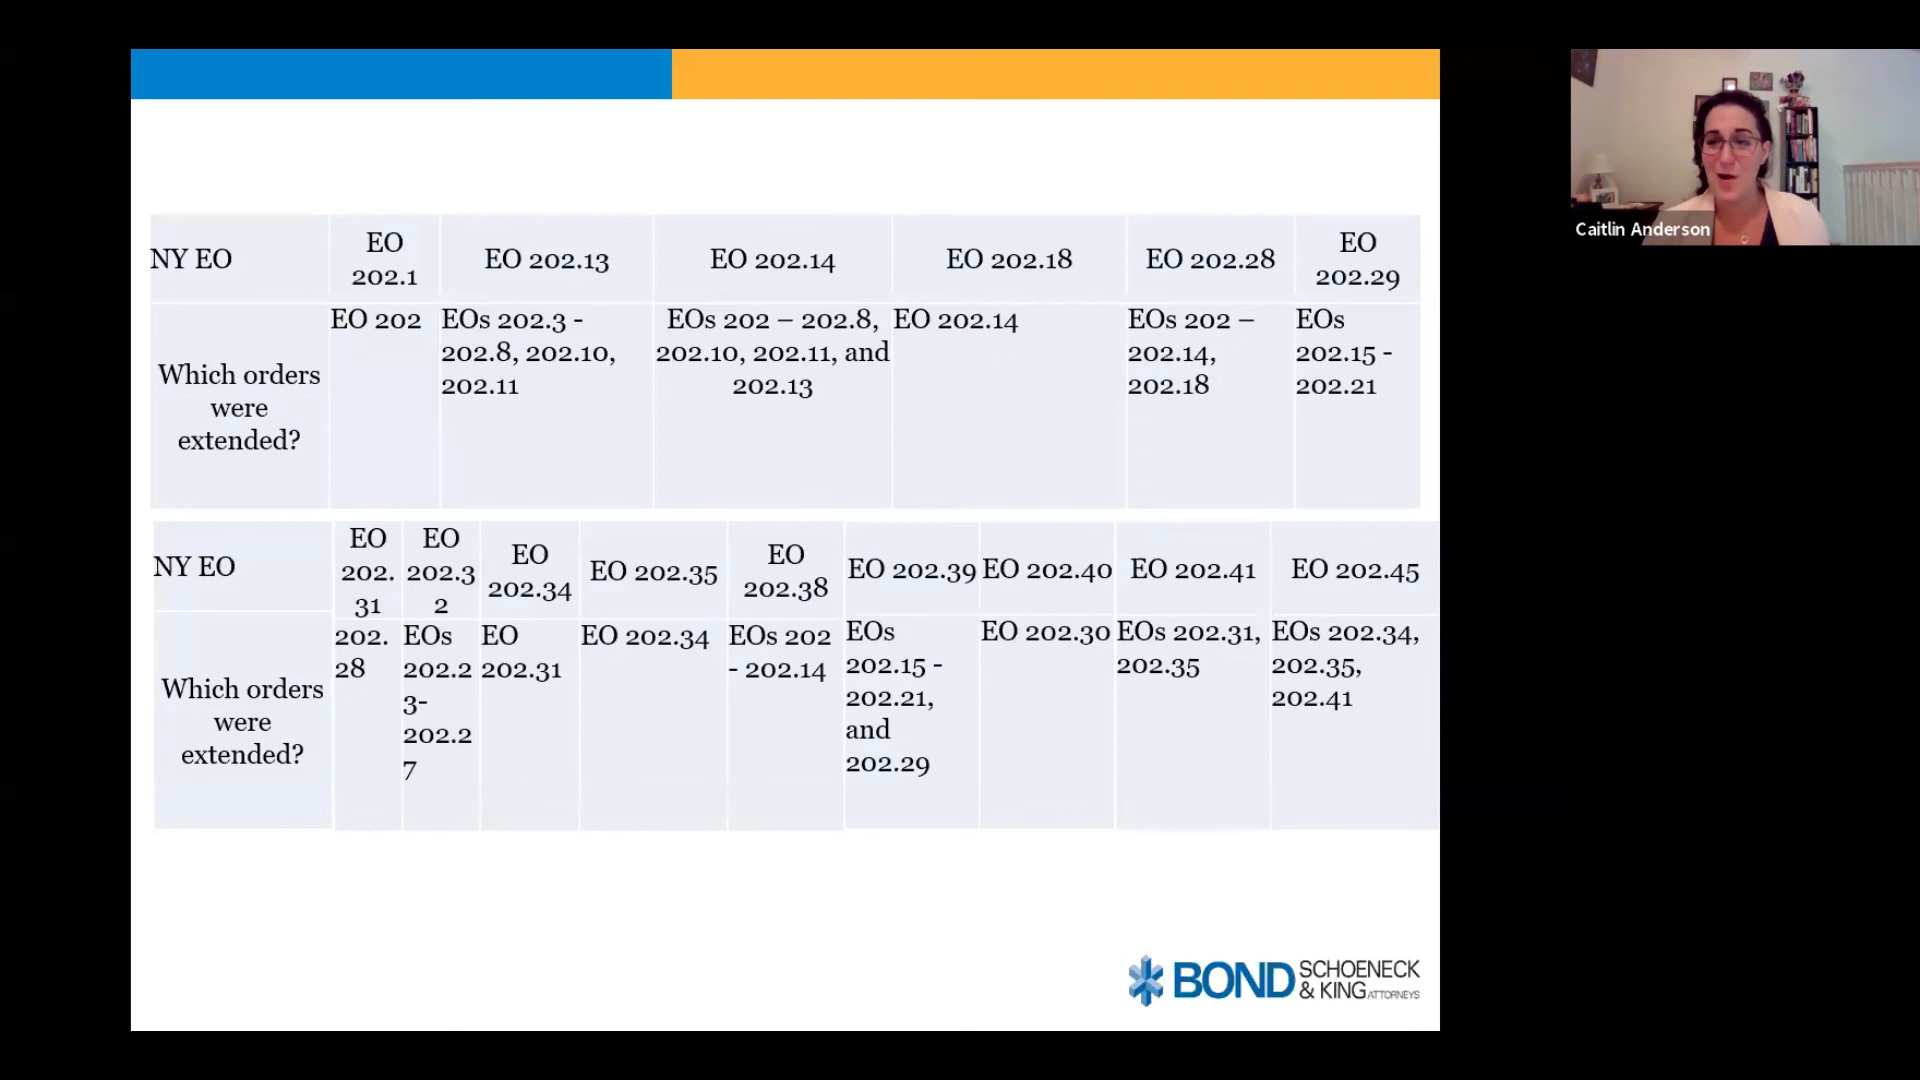 NY EO
EO
202.1
EO 202.13
EO 202.14
EO 202.18
EO 202.28
EO
202.29
Which orders
were
extended?
EO 202
EOs 202.3 -
202.8, 202.10,
202.11
EOs 202 – 202.8,
202.10, 202.11, and
202.13
EO 202.14
EOs 202 –
202.14,
202.18
EOs
202.15 -
202.21
NY EO
EO
202.
31
EO
202.3
2
EO
202.34
EO 202.35
EO
202.38
EO 202.39
EO 202.40
EO 202.41
EO 202.45
Which orders
were
extended?
202.
28
EOs
202.2
3-
202.2
7
EO
202.31
EO 202.34
EOs 202
- 202.14
EOs
202.15 -
202.21,
and
202.29
EO 202.30
EOs 202.31,
202.35
EOs 202.34,
202.35,
202.41
BOND SCHOENECK
& KING ATTORNEYS
Caitlin Anderson